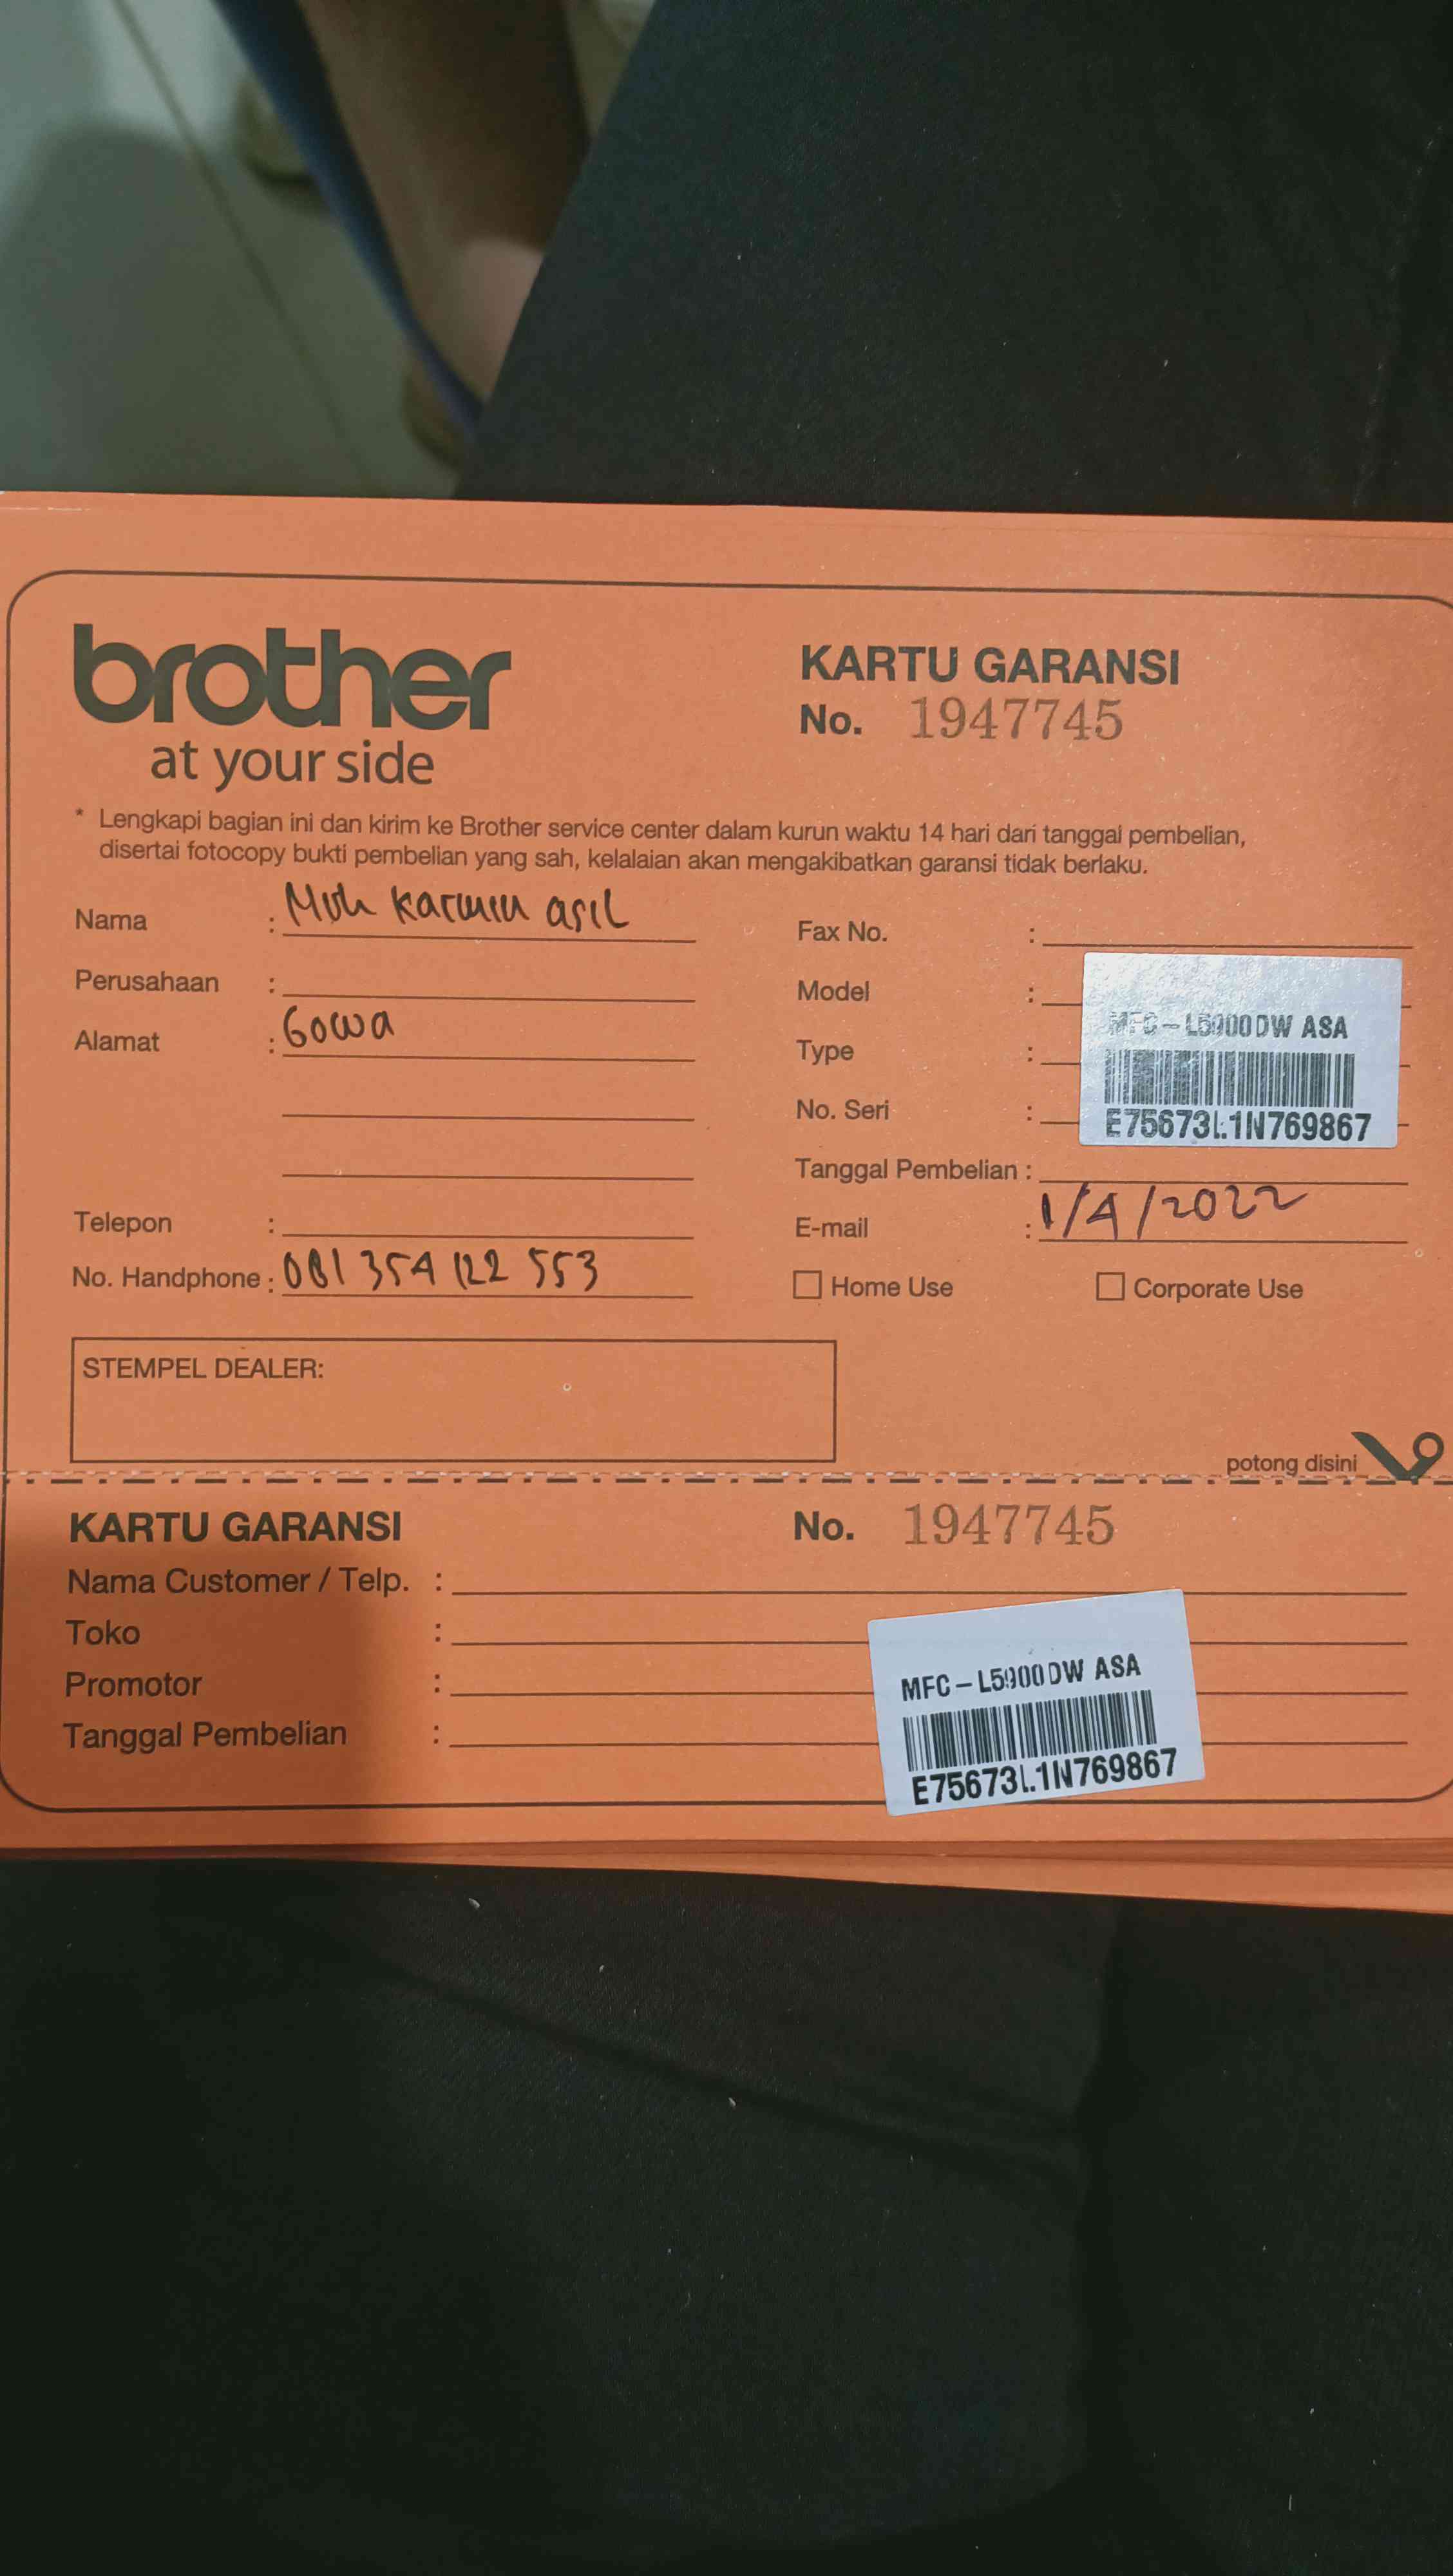 brother
at your side
KARTU GARANSI
No. 1947745
* Lengkapi bagian ini dan kirim ke Brother service center dalam kurun waktu 14 hari dari tanggal pembelian,
disertai fotocopy bukti pembelian yang sah, kelalaian akan mengakibatkan garansi tidak berlaku.
Nama : Muh karmin asil
Perusahaan :
Alamat : Gowa
Telepon :
No. Handphone : 081 354 122 553
Fax No. :
Model :
Type :
No. Seri :
MFC-L5900DW ASA
E75673L1N769867
Tanggal Pembelian :
E-mail : 1/4/2022
Home Use Corporate Use
STEMPEL DEALER:
potong disini
KARTU GARANSI No. 1947745
Nama Customer / Telp. :
Toko :
Promotor :
Tanggal Pembelian :
MFC-L5900DW ASA
E75673L1N769867